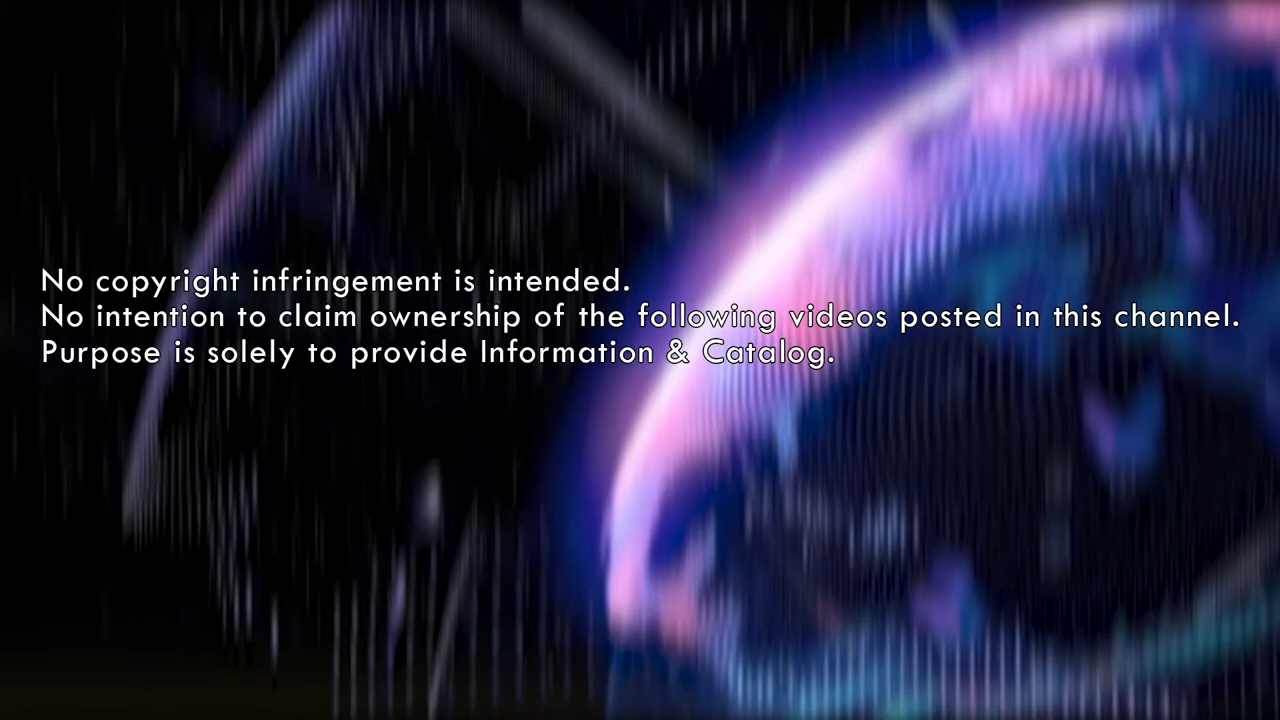 No copyright infringement is intended.
No intention to claim ownership of the following videos posted in this channel.
Purpose is solely to provide Information & Catalog.